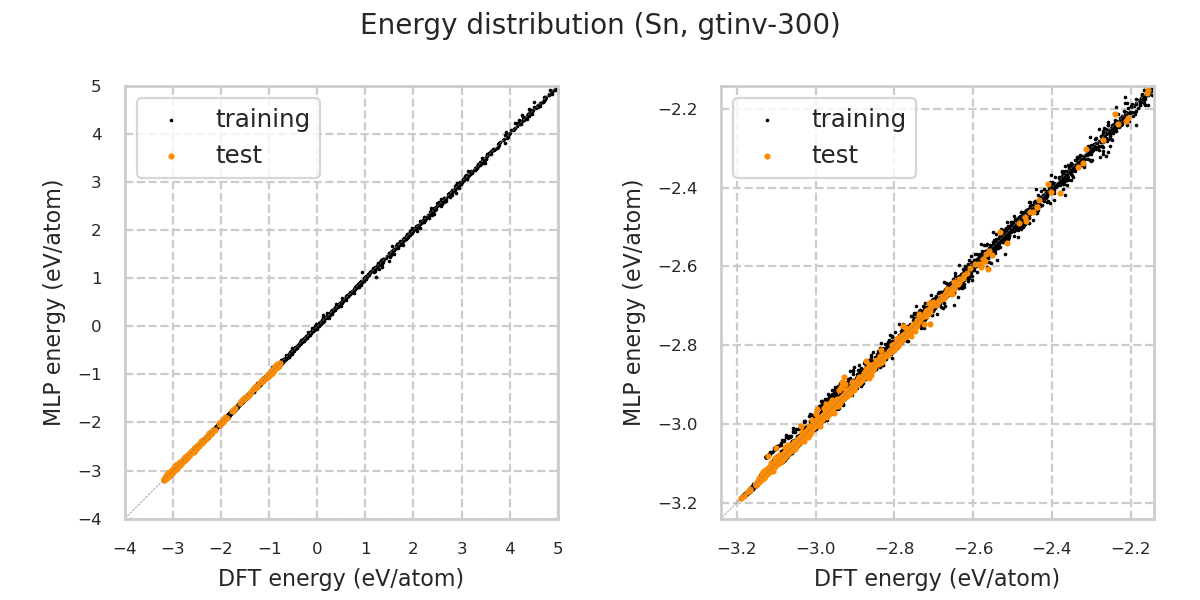 Energy distribution (Sn, gtinv-300)
training
test
5
4
3
2
1
0
−1
−2
−3
−4
MLP energy (eV/atom)
−4 −3 −2 −1 0 1 2 3 4 5
DFT energy (eV/atom)
training
test
−2.2
−2.4
−2.6
−2.8
−3.0
−3.2
MLP energy (eV/atom)
−3.2 −3.0 −2.8 −2.6 −2.4 −2.2
DFT energy (eV/atom)